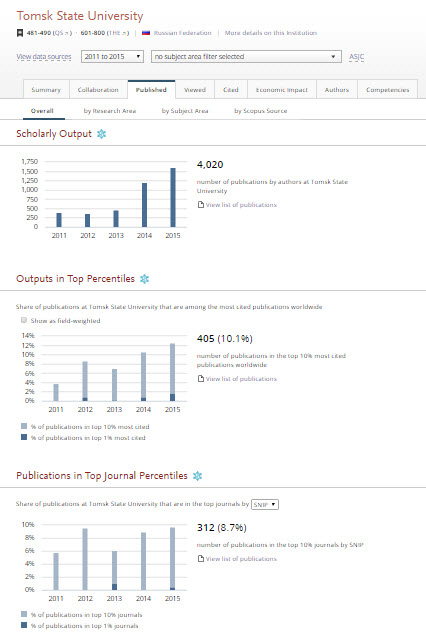 Tomsk State University
481-490 (QS >) · 601-800 (THE >) | Russian Federation | More details on this Institution
View data sources 2011 to 2015 no subject area filter selected ASJC
Summary Collaboration Published Viewed Cited Economic Impact Authors Competencies
Overall by Research Area by Subject Area by Scopus Source
Scholarly Output
1,750
1,500
1,250
1,000
750
500
250
0
2011 2012 2013 2014 2015
4,020
number of publications by authors at Tomsk State
University
View list of publications
Outputs in Top Percentiles
Share of publications at Tomsk State University that are among the most cited publications worldwide
Show as field-weighted
14%
12%
10%
8%
6%
4%
2%
0%
2011 2012 2013 2014 2015
% of publications in top 10% most cited
% of publications in top 1% most cited
405 (10.1%)
number of publications in the top 10% most cited
publications worldwide
View list of publications
Publications in Top Journal Percentiles
Share of publications at Tomsk State University that are in the top journals by SNIP
10%
8%
6%
4%
2%
0%
2011 2012 2013 2014 2015
% of publications in top 10% journals
% of publications in top 1% journals
312 (8.7%)
number of publications in the top 10% journals by SNIP
View list of publications